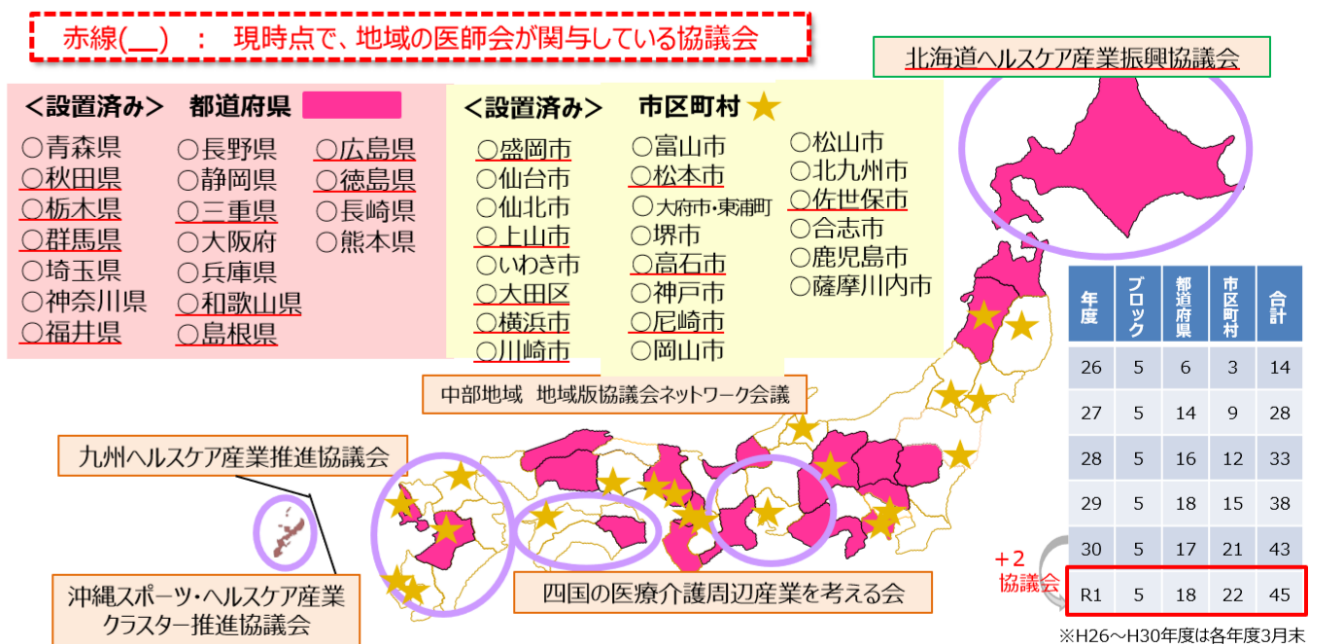 赤線(__) : 現時点で、地域の医師会が関与している協議会
北海道ヘルスケア産業振興協議会
<設置済み> 都道府県
○青森県
○秋田県
○栃木県
○群馬県
○埼玉県
○神奈川県
○福井県
○長野県
○静岡県
○三重県
○大阪府
○兵庫県
○和歌山県
○島根県
○広島県
○徳島県
○長崎県
○熊本県
<設置済み> 市区町村
○盛岡市
○仙台市
○仙北市
○上山市
○いわき市
○大田区
○横浜市
○川崎市
○富山市
○松本市
○大府市・東浦町
○堺市
○高石市
○神戸市
○尼崎市
○岡山市
○松山市
○北九州市
○佐世保市
○合志市
○鹿児島市
○薩摩川内市
中部地域 地域版協議会ネットワーク会議
九州ヘルスケア産業推進協議会
沖縄スポーツ・ヘルスケア産業
クラスター推進協議会
四国の医療介護周辺産業を考える会
年度 ブロック 都道府県 市区町村 合計
26 5 6 3 14
27 5 14 9 28
28 5 16 12 33
29 5 18 15 38
30 5 17 21 43
R1 5 18 22 45
+2
協議会
※H26~H30年度は各年度3月末